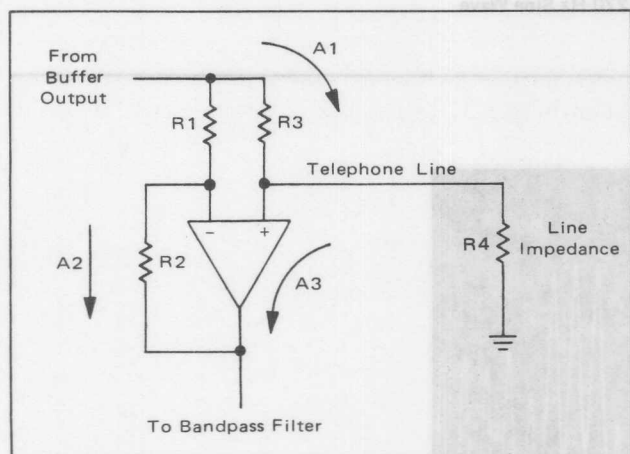 From
Buffer
Output
A1
R1
R3
Telephone Line
-
+
R4
Line
Impedance
A2
R2
A3
To Bandpass Filter